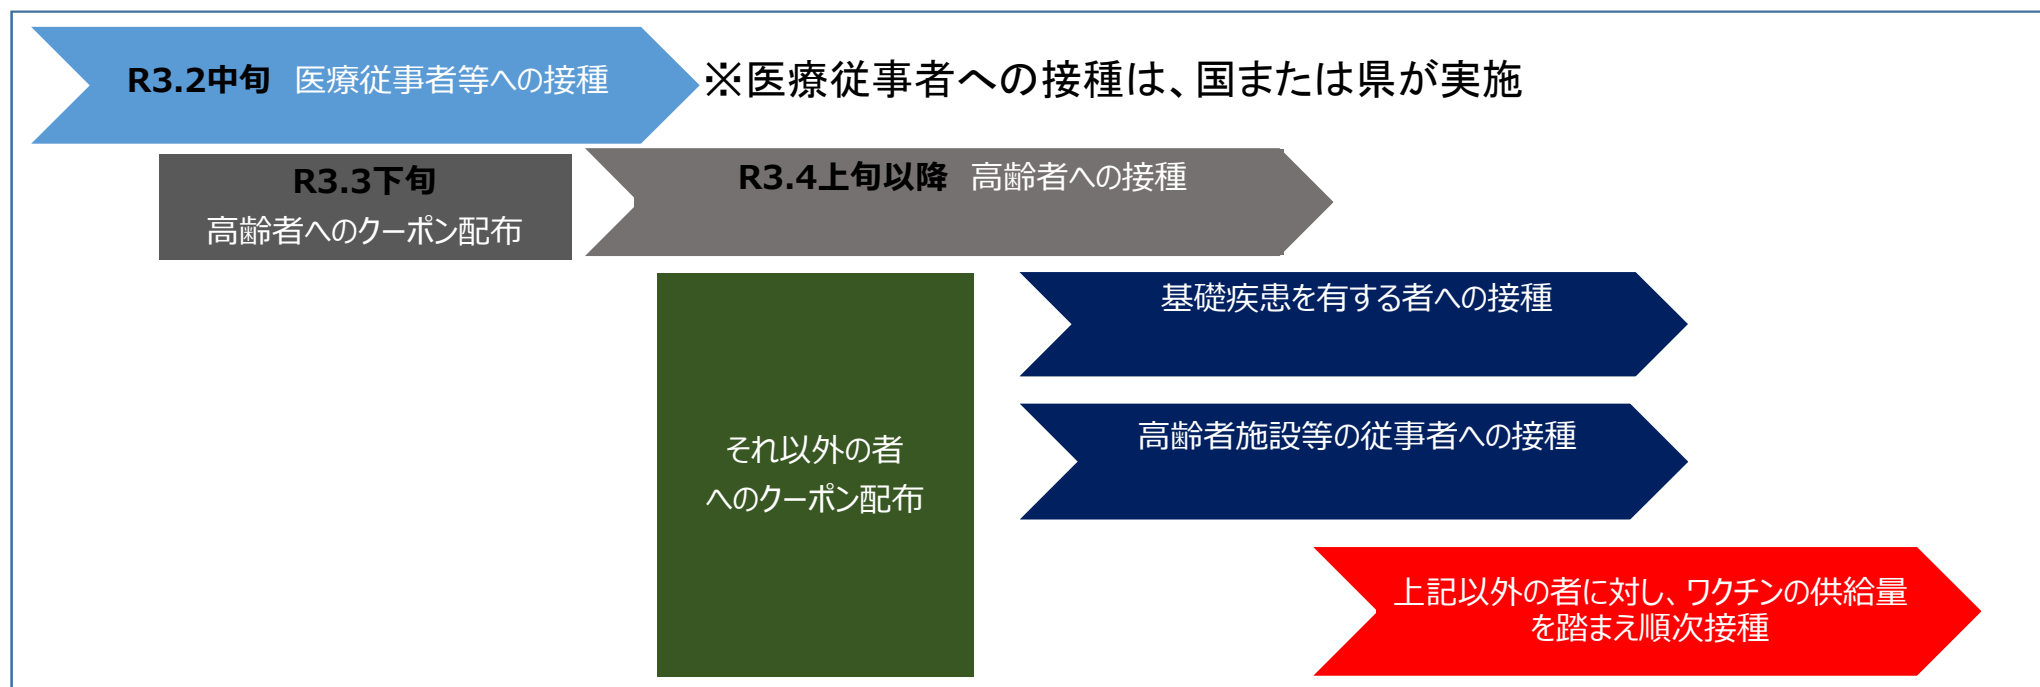 R3.2中旬　医療従事者等への接種
※医療従事者への接種は、国または県が実施
R3.3下旬
高齢者へのクーポン配布
R3.4上旬以降　高齢者への接種
基礎疾患を有する者への接種
それ以外の者
へのクーポン配布
高齢者施設等の従事者への接種
上記以外の者に対し、ワクチンの供給量
を踏まえ順次接種